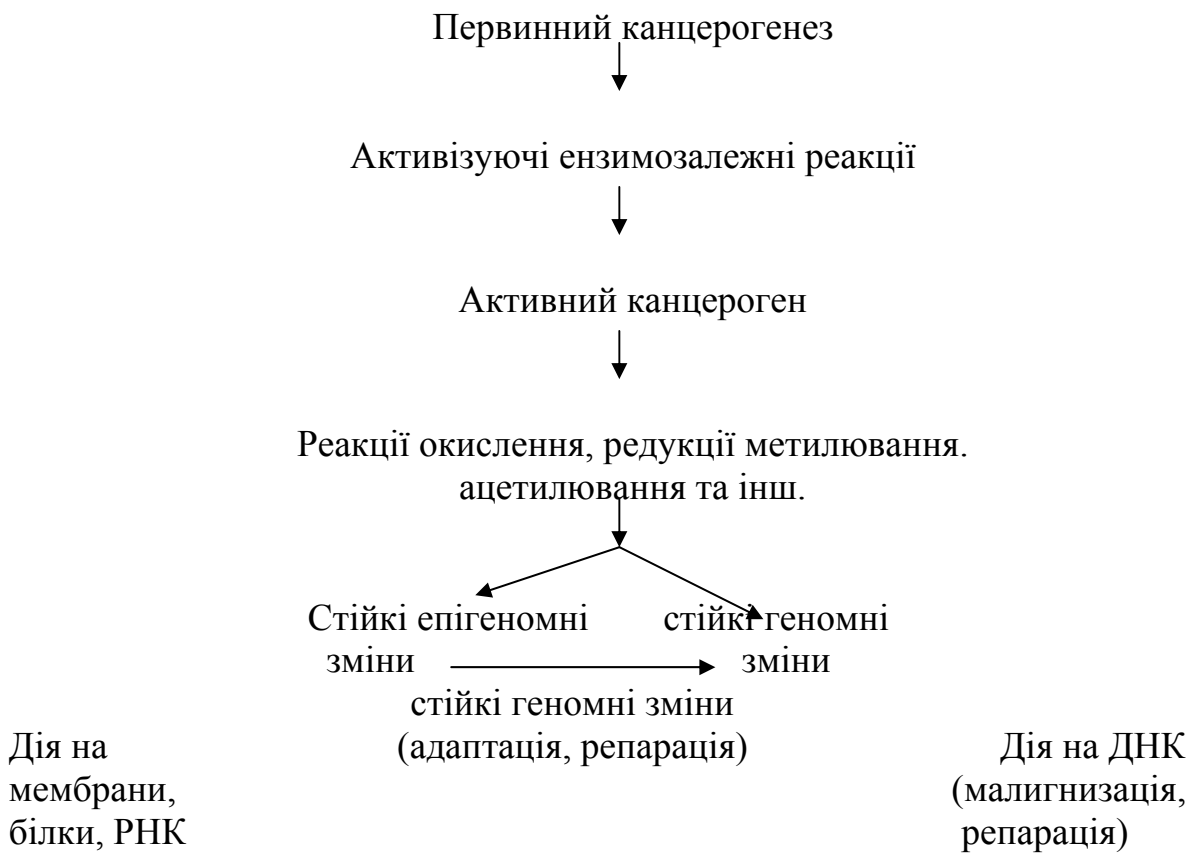 Первинний канцерогенез
Активізуючі ензимозалежні реакції
Активний канцероген
Реакції окислення, редукції метилювання.
ацетилювання та інш.
Стійкі епігеномні стійкі геномні
зміни зміни
стійкі геномні зміни
Дія на (адаптація, репарація) Дія на ДНК
мембрани, (малигнизація,
білки, РНК репарація)